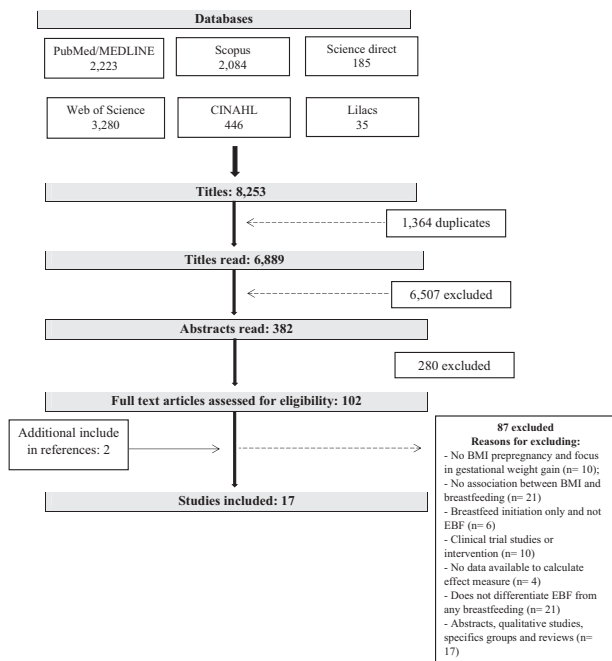 Databases
PubMed/MEDLINE
2,223
Scopus
2,084
Science direct
185
Web of Science
3,280
CINAHL
446
Lilacs
35
Titles: 8,253
1,364 duplicates
Titles read: 6,889
6,507 excluded
Abstracts read: 382
280 excluded
Full text articles assessed for eligibility: 102
Additional include
in references: 2
87 excluded
Reasons for excluding:
- No BMI prepregnancy and focus
in gestational weight gain (n= 10);
- No association between BMI and
breastfeeding (n= 21)
- Breastfeed initiation only and not
EBF (n= 6)
- Clinical trial studies or
intervention (n= 10)
- No data available to calculate
effect measure (n= 4)
- Does not differentiate EBF from
any breastfeeding (n= 21)
- Abstracts, qualitative studies,
specifics groups and reviews (n=
17)
Studies included: 17